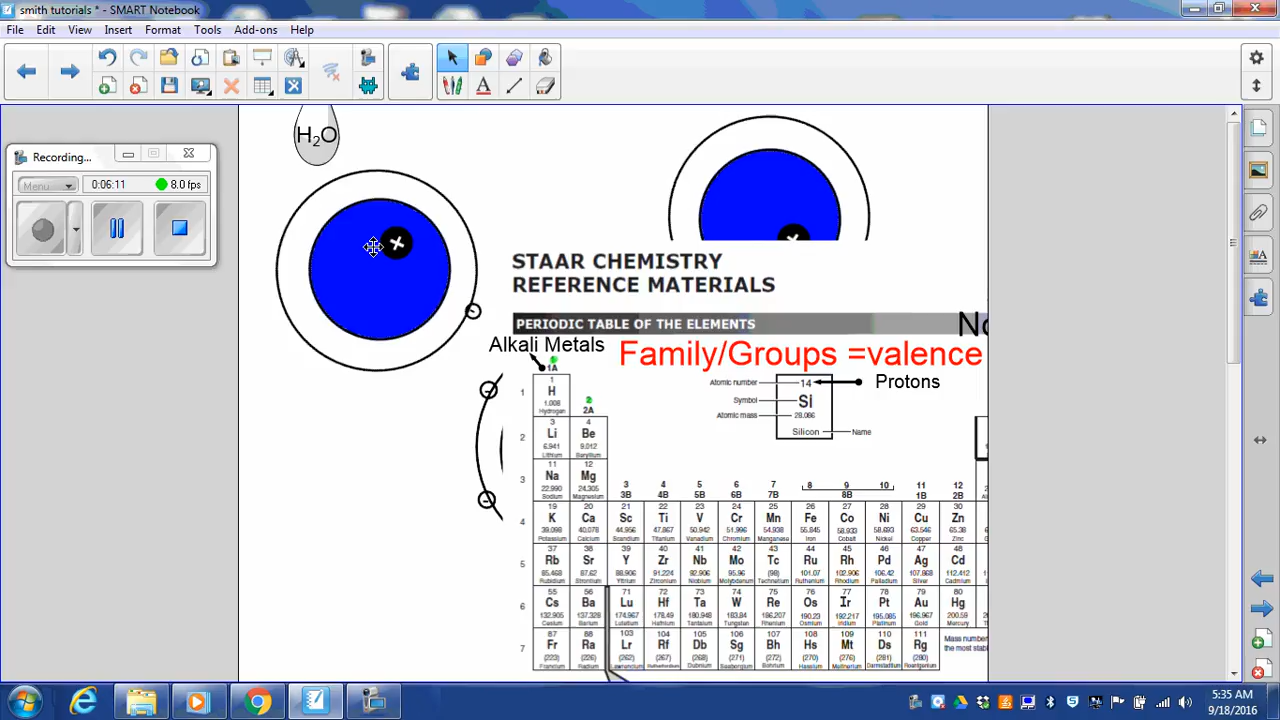 smith tutorials * - SMART Notebook
File Edit View Insert Format Tools Add-ons Help
Recording...
Menu 0:06:11 8.0 fps
H2O
STAAR CHEMISTRY
REFERENCE MATERIALS
PERIODIC TABLE OF THE ELEMENTS
Alkali Metals
Family/Groups =valence
Atomic number 14 Protons
Symbol Si
Atomic mass 28.086
Silicon Name
1A
1 H 1.008 Hydrogen
2
2A
3 4
2 Li Be
6.941 9.012
Lithium Beryllium
11 12
3 Na Mg
22.990 24.305
Sodium Magnesium
3 4 5 6 7 8 9 10 11 12
3B 4B 5B 6B 7B 8B 1B 2B
19 20 21 22 23 24 25 26 27 28 29 30
4 K Ca Sc Ti V Cr Mn Fe Co Ni Cu Zn
39.098 40.078 44.956 47.867 50.942 51.996 54.938 55.845 58.933 58.693 63.546 65.38
Potassium Calcium Scandium Titanium Vanadium Chromium Manganese Iron Cobalt Nickel Copper Zinc
37 38 39 40 41 42 43 44 45 46 47 48
5 Rb Sr Y Zr Nb Mo Tc Ru Rh Pd Ag Cd
85.468 87.62 88.906 91.224 92.906 95.96 (98) 101.07 102.906 106.42 107.868 112.412
Rubidium Strontium Yttrium Zirconium Niobium Molybdenum Technetium Ruthenium Rhodium Palladium Silver Cadmium
55 56 71 72 73 74 75 76 77 78 79 80
6 Cs Ba Lu Hf Ta W Re Os Ir Pt Au Hg
132.905 137.328 174.967 178.49 180.948 183.84 186.207 190.23 192.217 195.085 196.967 200.59
Cesium Barium Lutetium Hafnium Tantalum Tungsten Rhenium Osmium Iridium Platinum Gold Mercury
87 88 103 104 105 106 107 108 109 110 111
7 Fr Ra Lr Rf Db Sg Bh Hs Mt Ds Rg
(223) (226) (262) (267) (268) (271) (272) (270) (276) (281) (280)
Francium Radium Lawrencium Rutherfordium Dubnium Seaborgium Bohrium Hassium Meitnerium Darmstadtium Roentgenium
Mass number
the most stab
5:35 AM
9/18/2016